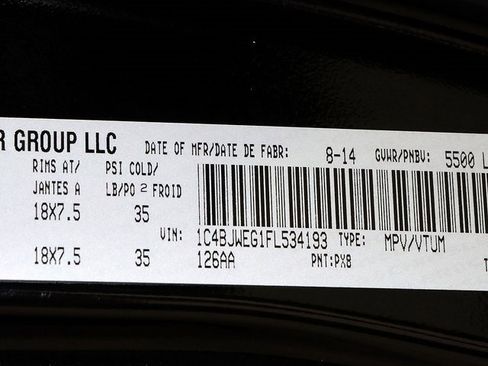 R GROUP LLC DATE OF MFR/DATE DE FABR: 8-14 GVWR/PNBV: 5500 L
RIMS AT/ PSI COLD/
JANTES A LB/PO 2 FROID
18X7.5 35
VIN: 1C4BJWEG1FL534193 TYPE: MPV/VTUM
18X7.5 35 126AA PNT:PX8 T